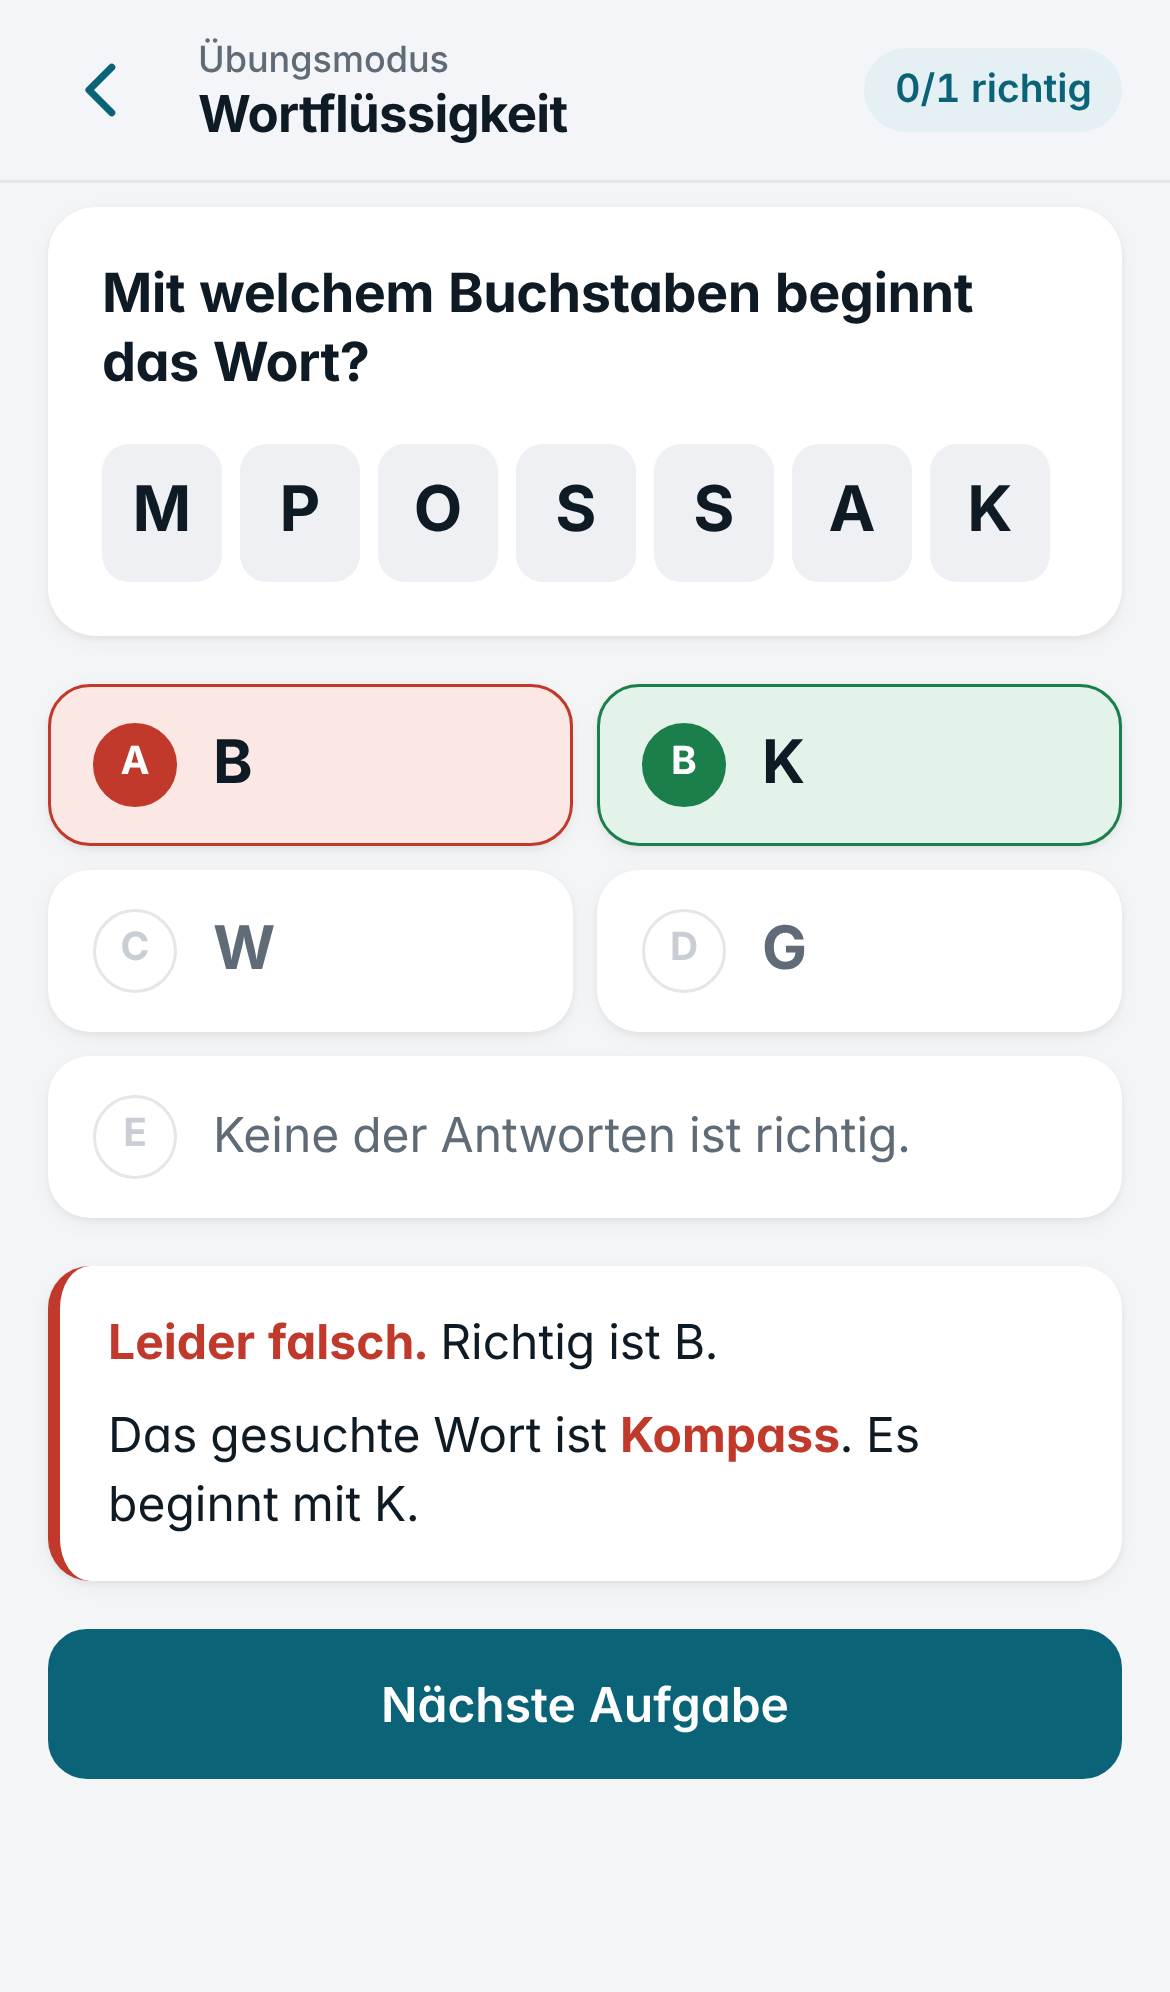 Übungsmodus
Wortflüssigkeit
0/1 richtig
Mit welchem Buchstaben beginnt
das Wort?
M P O S S A K
A B
B K
C W
D G
E Keine der Antworten ist richtig.
Leider falsch. Richtig ist B.
Das gesuchte Wort ist Kompass. Es
beginnt mit K.
Nächste Aufgabe